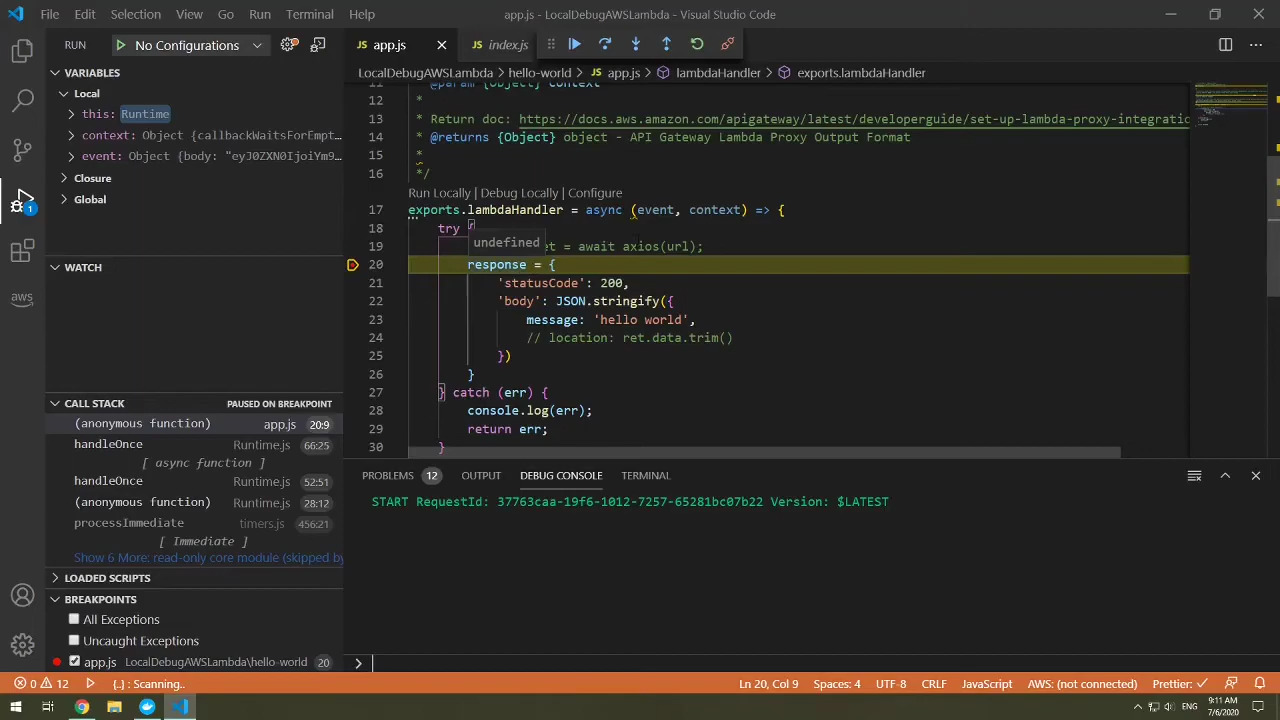 File Edit Selection View Go Run Terminal Help app.js - LocalDebugAWSLambda - Visual Studio Code
RUN No Configurations
app.js index.js
VARIABLES
LocalDebugAWSLambda > hello-world > app.js > lambdaHandler > exports.lambdaHandler
Local
this: Runtime
context: Object {callbackWaitsForEmpt...
event: Object {body: "eyJ0ZXN0IjoiYm9...
Closure
Global
WATCH
CALL STACK PAUSED ON BREAKPOINT
(anonymous function) app.js 20:9
handleOnce Runtime.js 66:25
[ async function ]
handleOnce Runtime.js 52:51
(anonymous function) Runtime.js 28:12
processImmediate timers.js 456:21
[ Immediate ]
Show 6 More: read-only core module (skipped by
LOADED SCRIPTS
BREAKPOINTS
All Exceptions
Uncaught Exceptions
app.js LocalDebugAWSLambda\hello-world 20
11 * @param {Object} context
12 *
13 * Return doc: https://docs.aws.amazon.com/apigateway/latest/developerguide/set-up-lambda-proxy-integratio
14 * @returns {Object} object - API Gateway Lambda Proxy Output Format
15 *
16 */
Run Locally | Debug Locally | Configure
17 exports.lambdaHandler = async (event, context) => {
18 try {
undefined
19 et = await axios(url);
20 response = {
21 'statusCode': 200,
22 'body': JSON.stringify({
23 message: 'hello world',
24 // location: ret.data.trim()
25 })
26 }
27 } catch (err) {
28 console.log(err);
29 return err;
30 }
PROBLEMS 12 OUTPUT DEBUG CONSOLE TERMINAL
START RequestId: 37763caa-19f6-1012-7257-65281bc07b22 Version: $LATEST
>
aws
1
0 12 {..} : Scanning.. Ln 20, Col 9 Spaces: 4 UTF-8 CRLF JavaScript AWS: (not connected) Prettier: ✓
ENG 9:11 AM
7/6/2020